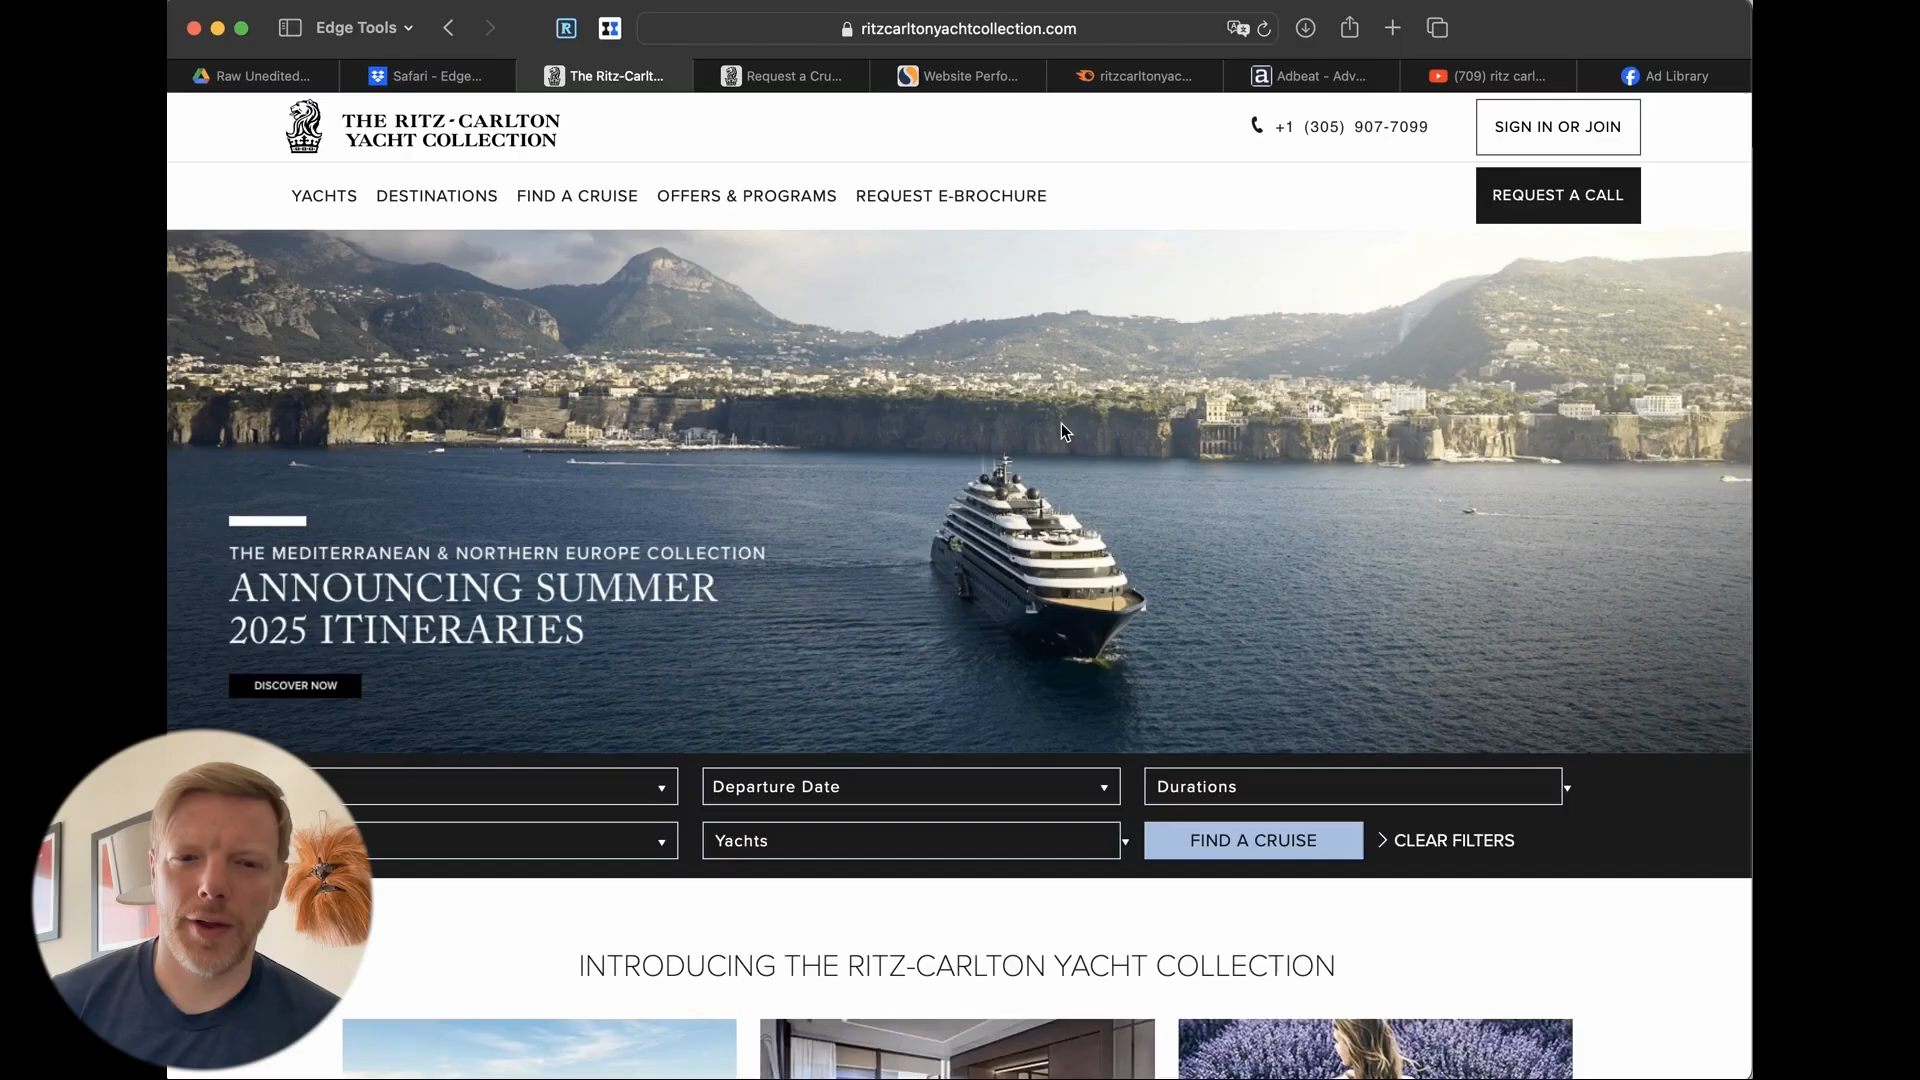 Edge Tools
ritzcarltonyachtcollection.com
Raw Unedited...
Safari - Edge...
The Ritz-Carlt...
Request a Cru...
Website Perfo...
ritzcarltonyac...
Adbeat - Adv...
(709) ritz carl...
Ad Library
THE RITZ-CARLTON
YACHT COLLECTION
+1 (305) 907-7099
SIGN IN OR JOIN
YACHTS
DESTINATIONS
FIND A CRUISE
OFFERS & PROGRAMS
REQUEST E-BROCHURE
REQUEST A CALL
THE MEDITERRANEAN & NORTHERN EUROPE COLLECTION
ANNOUNCING SUMMER
2025 ITINERARIES
DISCOVER NOW
Departure Date
Durations
Yachts
FIND A CRUISE
CLEAR FILTERS
INTRODUCING THE RITZ-CARLTON YACHT COLLECTION